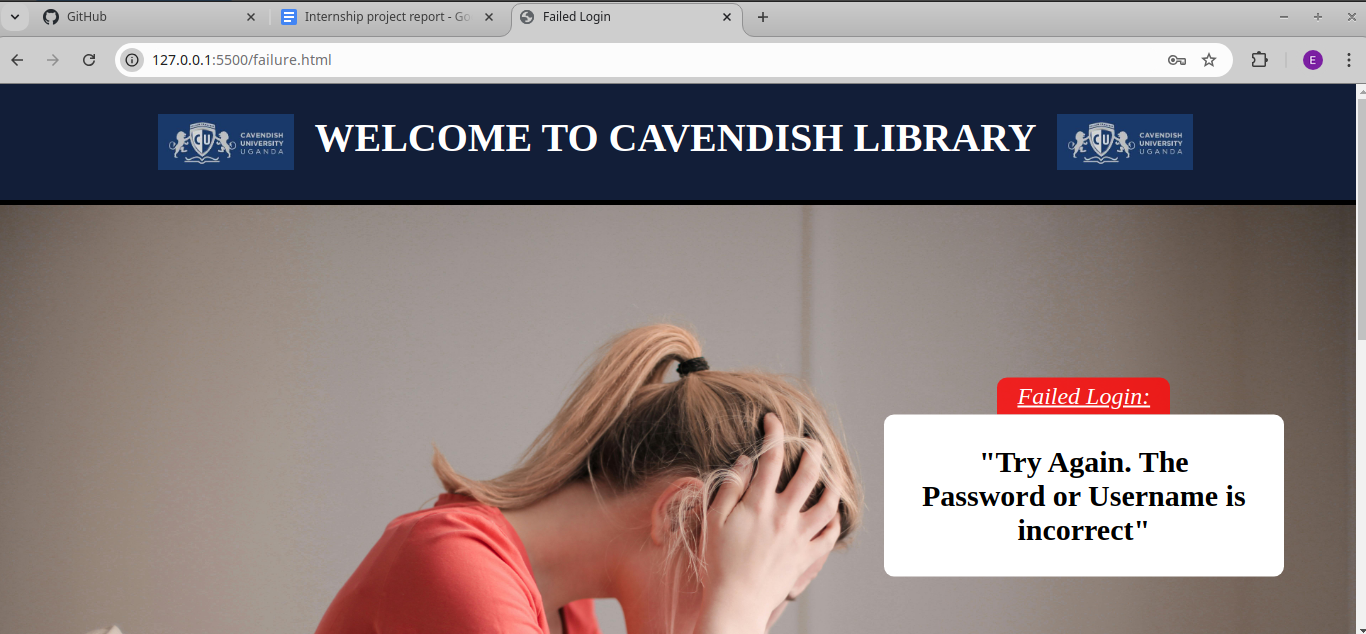 GitHub
Internship project report - Go
Failed Login
127.0.0.1:5500/failure.html
E
CU
CAVENDISH
UNIVERSITY
UGANDA
WELCOME TO CAVENDISH LIBRARY
CU
CAVENDISH
UNIVERSITY
UGANDA
Failed Login:
"Try Again. The
Password or Username is
incorrect"